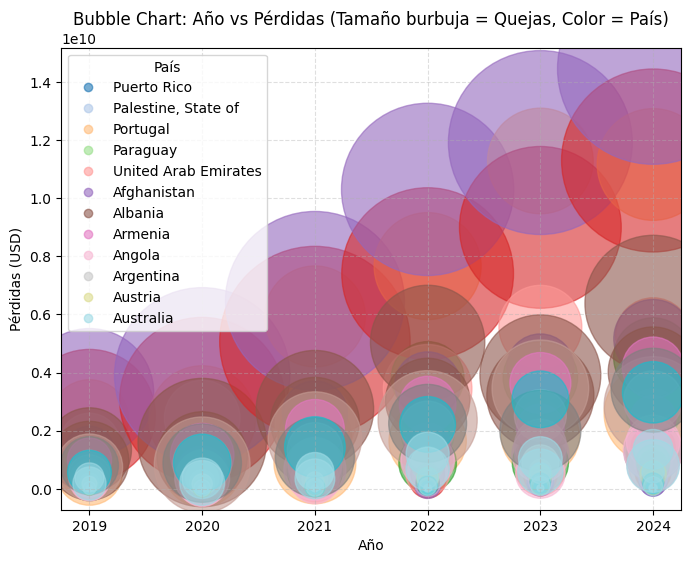 Bubble Chart: Año vs Pérdidas (Tamaño burbuja = Quejas, Color = País)
1e10
País
Puerto Rico
Palestine, State of
Portugal
Paraguay
United Arab Emirates
Afghanistan
Albania
Armenia
Angola
Argentina
Austria
Australia
Pérdidas (USD)
1.4
1.2
1.0
0.8
0.6
0.4
0.2
0.0
2019 2020 2021 2022 2023 2024
Año